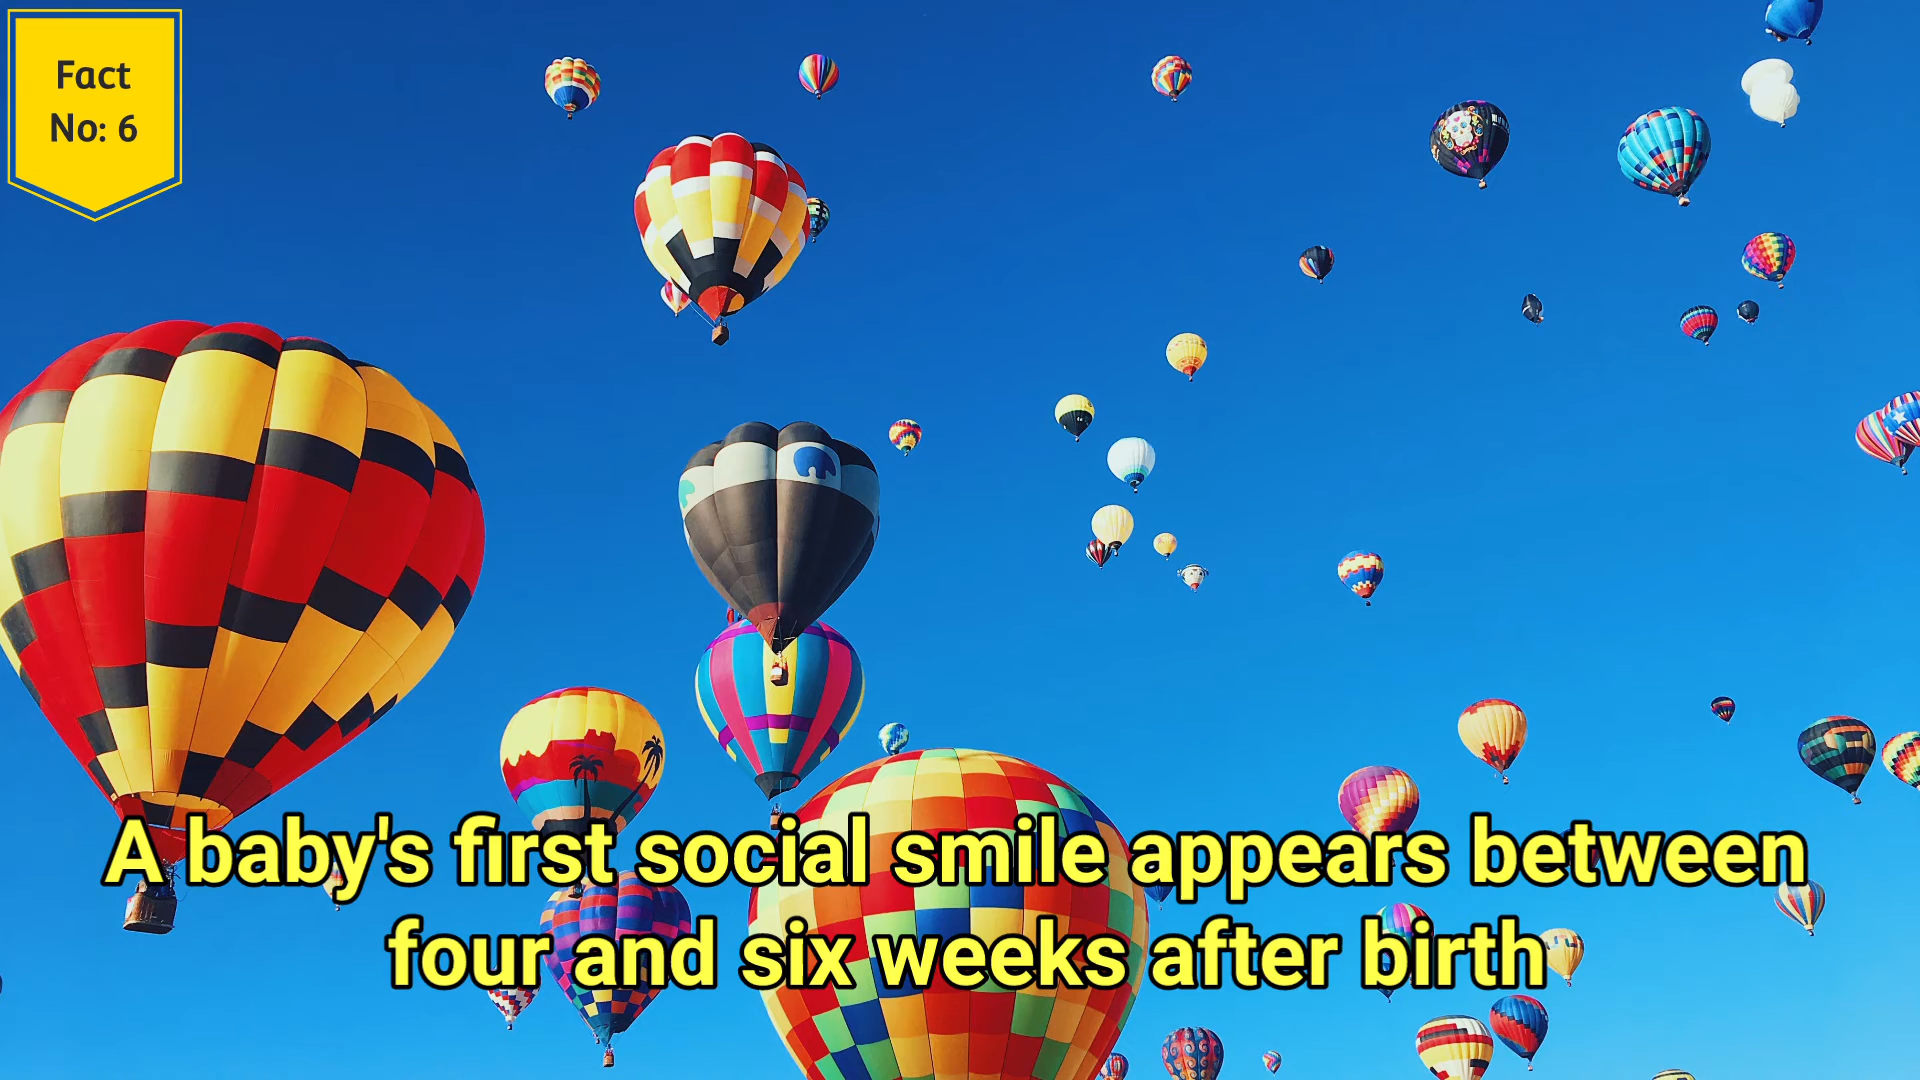 Fact
No: 6
A baby's first social smile appears between
four and six weeks after birth